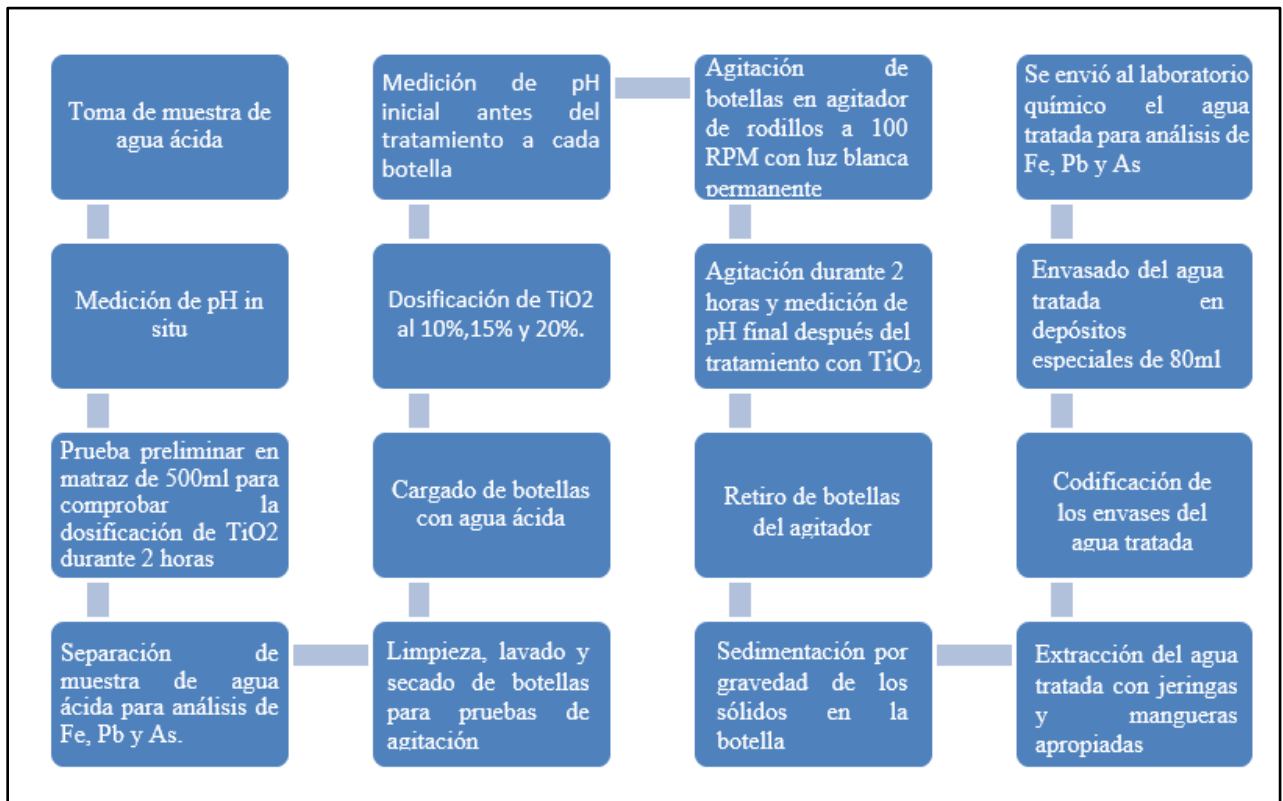 Toma de muestra de
agua ácida
Medición de pH in
situ
Prueba preliminar en
matraz de 500ml para
comprobar la
dosificación de TiO2
durante 2 horas
Separación de
muestra de agua
ácida para análisis de
Fe, Pb y As.
Limpieza, lavado y
secado de botellas
para pruebas de
agitación
Cargado de botellas
con agua ácida
Dosificación de TiO2
al 10%,15% y 20%.
Medición de pH
inicial antes del
tratamiento a cada
botella
Agitación de
botellas en agitador
de rodillos a 100
RPM con luz blanca
permanente
Agitación durante 2
horas y medición de
pH final después del
tratamiento con TiO₂
Retiro de botellas
del agitador
Sedimentación por
gravedad de los
sólidos en la
botella
Extracción del agua
tratada con jeringas
y mangueras
apropiadas
Codificación de
los envases del
agua tratada
Envasado del agua
tratada en
depósitos
especiales de 80ml
Se envió al laboratorio
químico el agua
tratada para análisis de
Fe, Pb y As